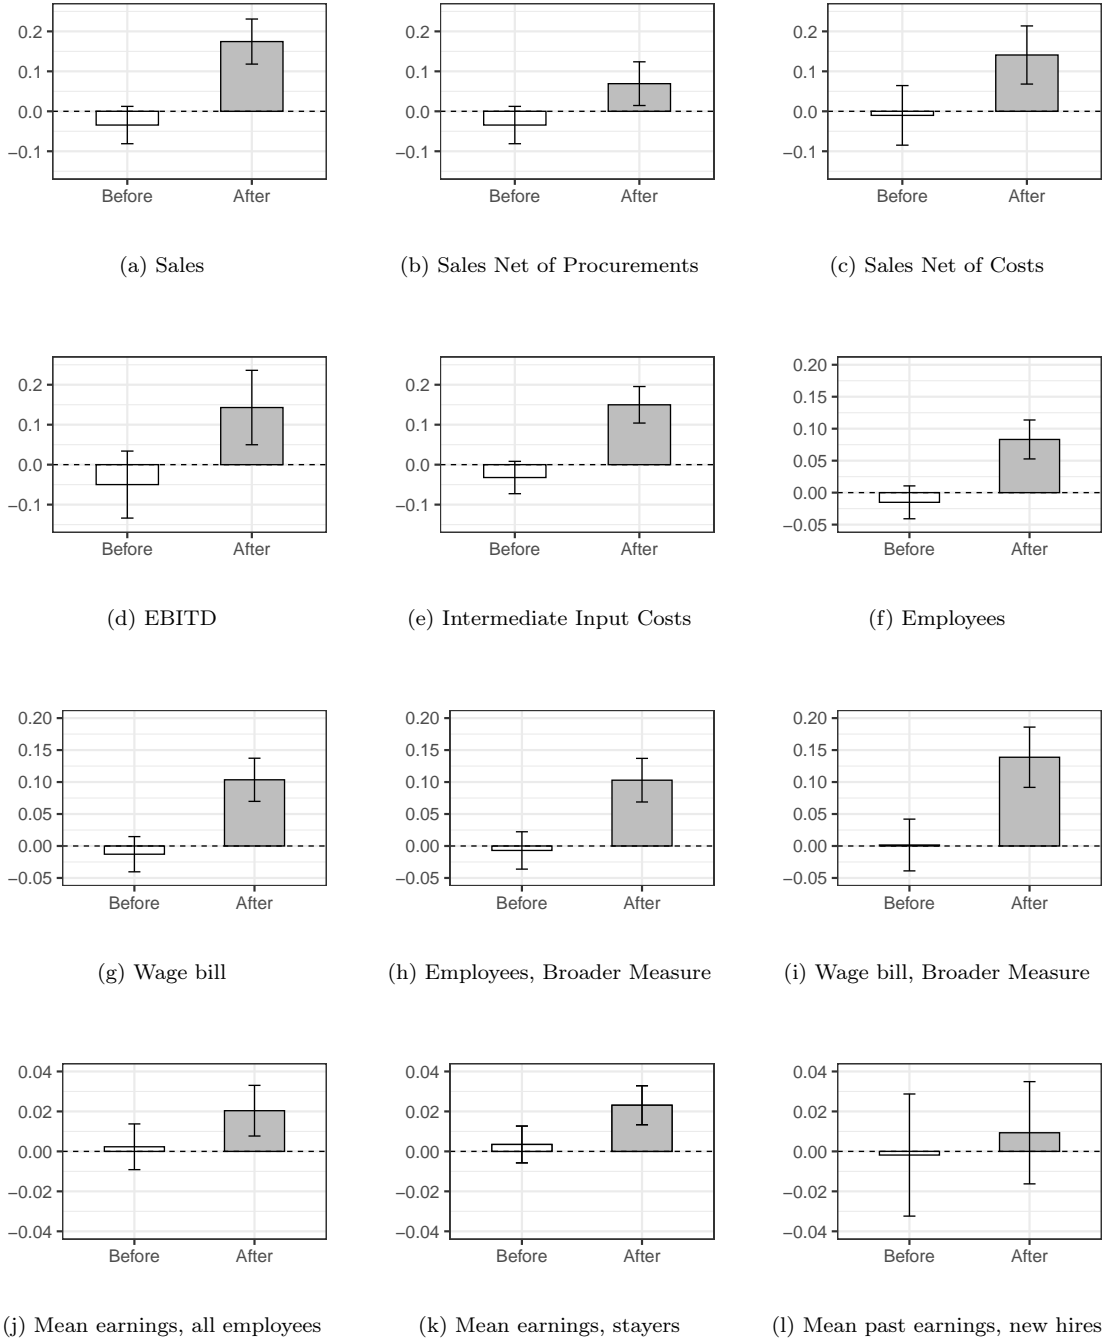 0.2
0.1
0.0
−0.1
Before After
(a) Sales
0.2
0.1
0.0
−0.1
Before After
(b) Sales Net of Procurements
0.2
0.1
0.0
−0.1
Before After
(c) Sales Net of Costs
0.2
0.1
0.0
−0.1
Before After
(d) EBITD
0.2
0.1
0.0
−0.1
Before After
(e) Intermediate Input Costs
0.20
0.15
0.10
0.05
0.00
−0.05
Before After
(f) Employees
0.20
0.15
0.10
0.05
0.00
−0.05
Before After
(g) Wage bill
0.20
0.15
0.10
0.05
0.00
−0.05
Before After
(h) Employees, Broader Measure
0.20
0.15
0.10
0.05
0.00
−0.05
Before After
(i) Wage bill, Broader Measure
0.04
0.02
0.00
−0.02
−0.04
Before After
(j) Mean earnings, all employees
0.04
0.02
0.00
−0.02
−0.04
Before After
(k) Mean earnings, stayers
0.04
0.02
0.00
−0.02
−0.04
Before After
(l) Mean past earnings, new hires